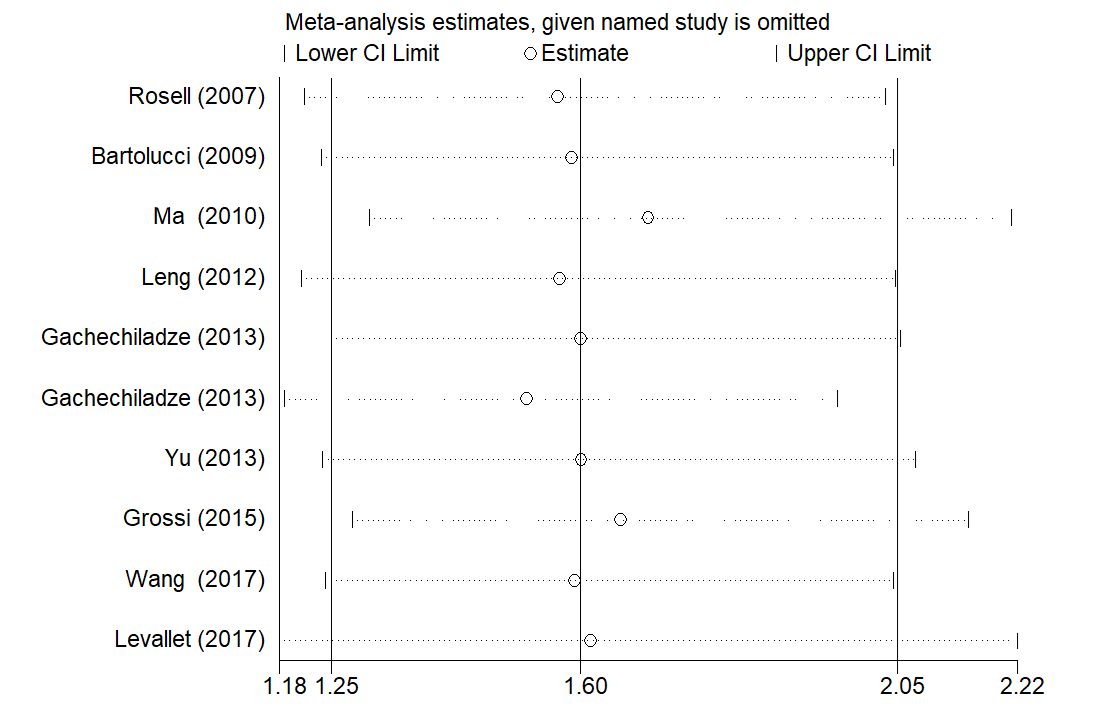 Meta-analysis estimates, given named study is omitted
Lower CI Limit Estimate Upper CI Limit
Rosell (2007)
Bartolucci (2009)
Ma (2010)
Leng (2012)
Gachechiladze (2013)
Gachechiladze (2013)
Yu (2013)
Grossi (2015)
Wang (2017)
Levallet (2017)
1.18 1.25 1.60 2.05 2.22